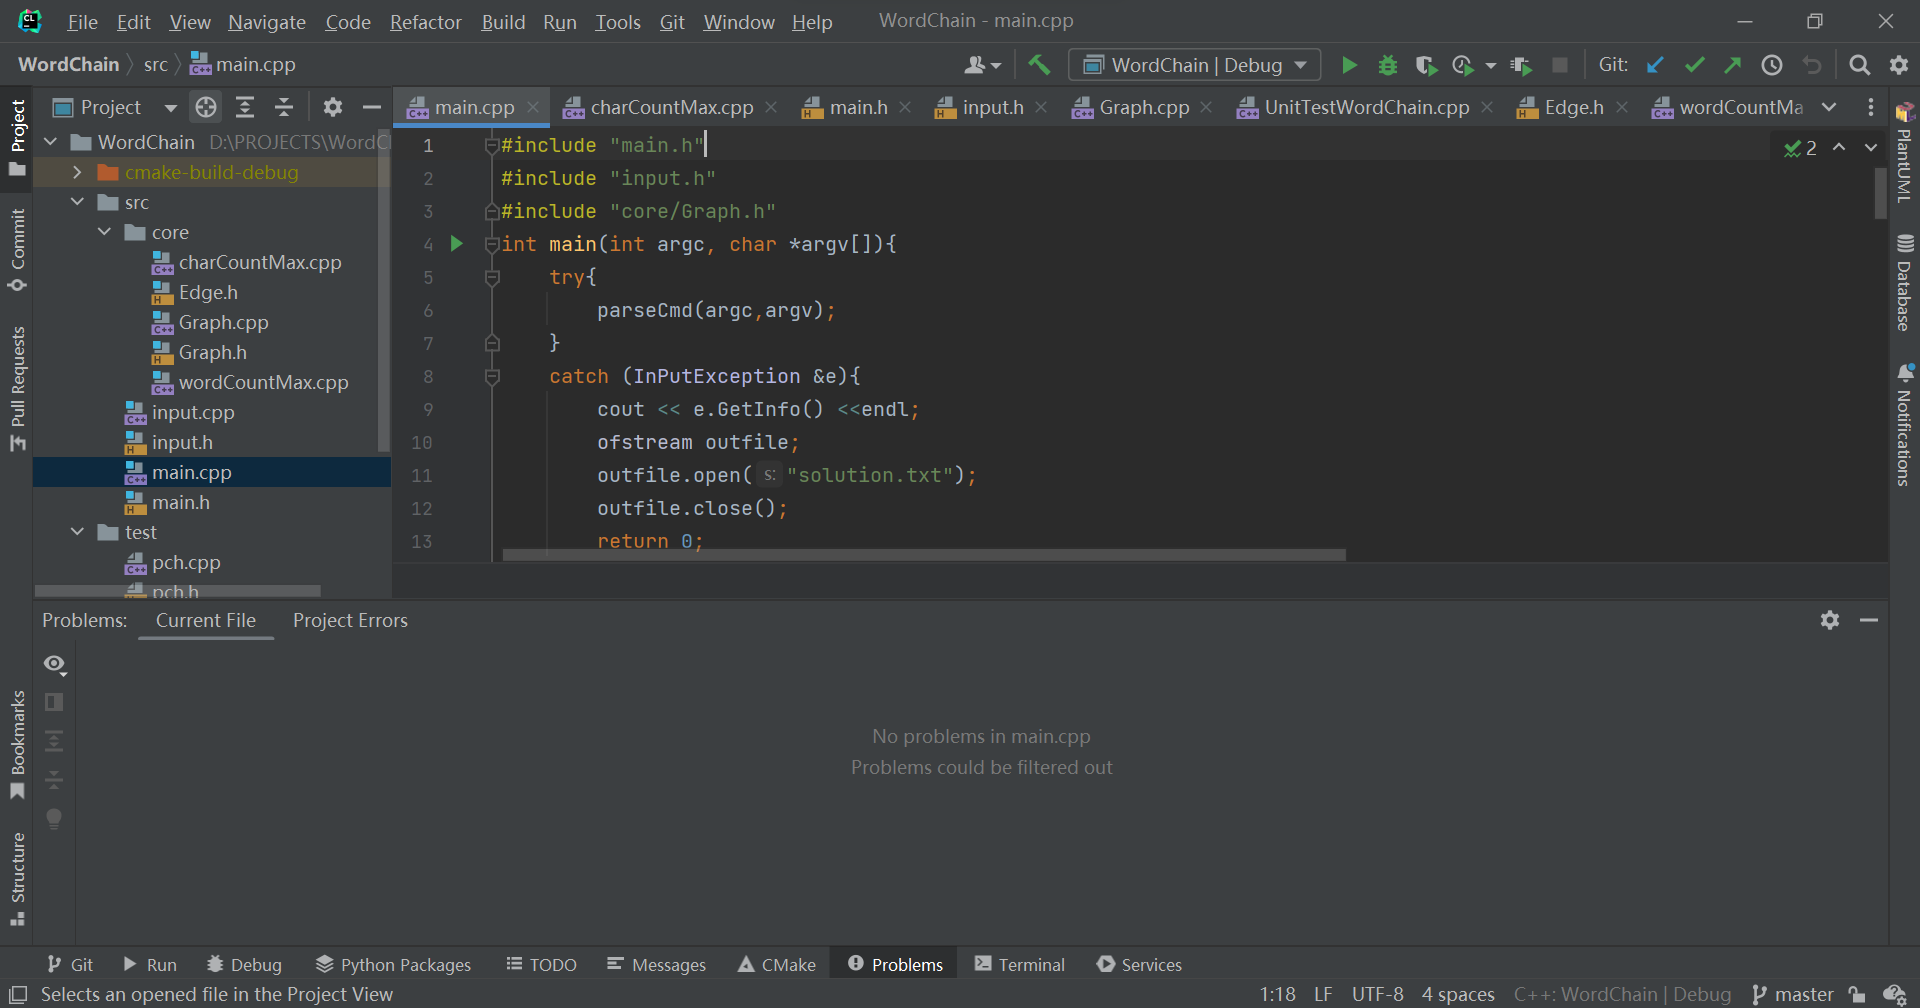 File Edit View Navigate Code Refactor Build Run Tools Git Window Help WordChain - main.cpp
WordChain src main.cpp WordChain | Debug Git:
Project
main.cpp charCountMax.cpp main.h input.h Graph.cpp UnitTestWordChain.cpp Edge.h wordCountMa
WordChain D:\PROJECTS\WordC
cmake-build-debug
src
core
charCountMax.cpp
Edge.h
Graph.cpp
Graph.h
wordCountMax.cpp
input.cpp
input.h
main.cpp
main.h
test
pch.cpp
pch.h
1 #include "main.h"
2 #include "input.h"
3 #include "core/Graph.h"
4 int main(int argc, char *argv[]){
5 try{
6 parseCmd(argc,argv);
7 }
8 catch (InPutException &e){
9 cout << e.GetInfo() <<endl;
10 ofstream outfile;
11 outfile.open( s: "solution.txt");
12 outfile.close();
13 return 0;
2
Project
Commit
Pull Requests
Bookmarks
Structure
PlantUML
Database
Notifications
Problems: Current File Project Errors
No problems in main.cpp
Problems could be filtered out
Git Run Debug Python Packages TODO Messages CMake Problems Terminal Services
Selects an opened file in the Project View 1:18 LF UTF-8 4 spaces C++: WordChain | Debug master